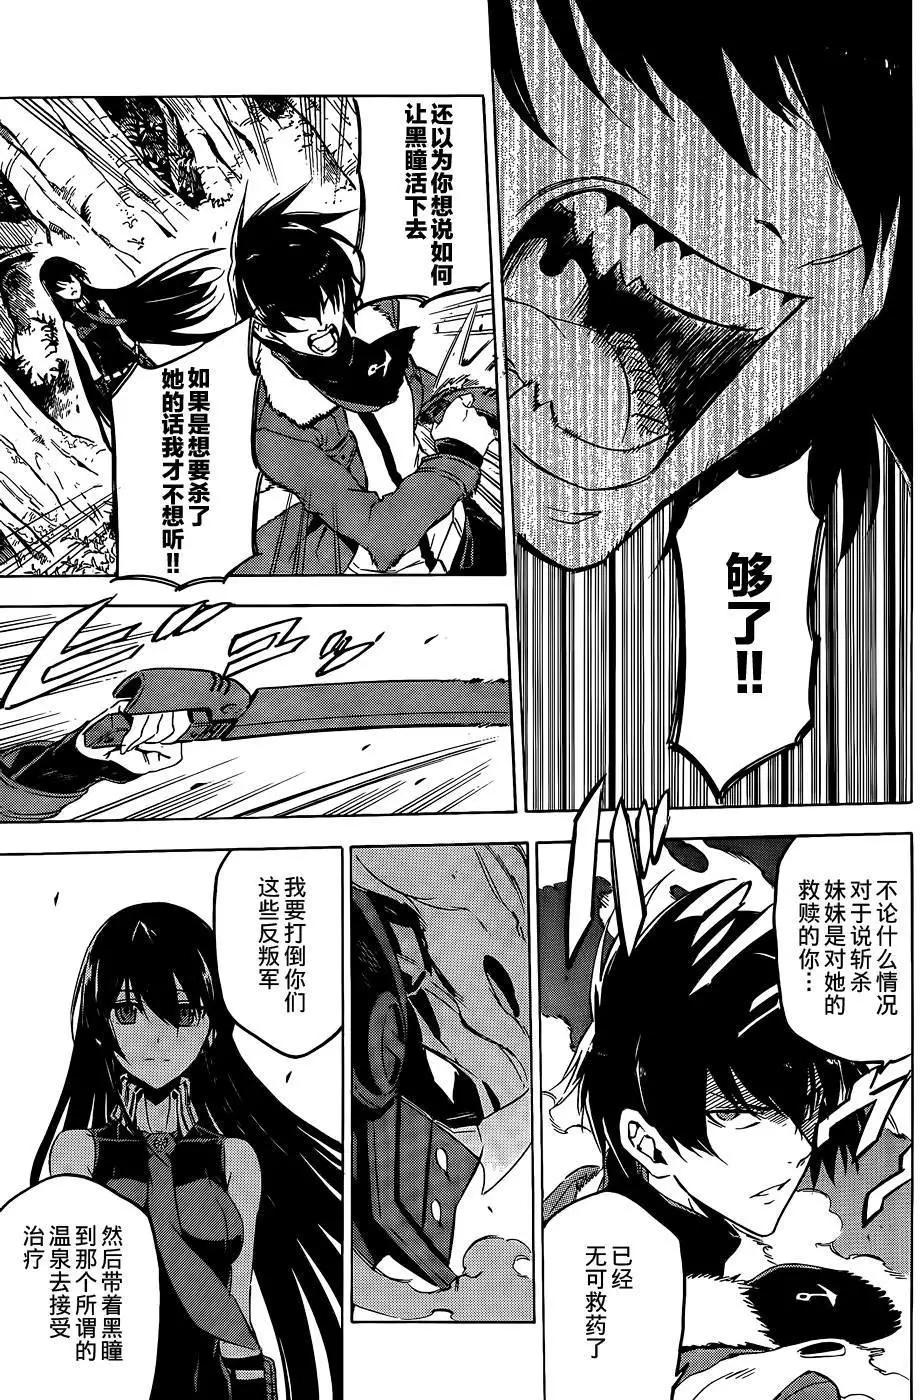 够了!!
还以为你想说如何
让黑瞳活下去
如果是想要杀了
她的话我才不想听!!
ビュン
不论什么情况
对于说斩杀
妹妹是对她的
救赎的你…
已经
无可救药了
我要打倒你们
这些反叛军
然后带着黑瞳
到那个所谓的
温泉去接受
治疗